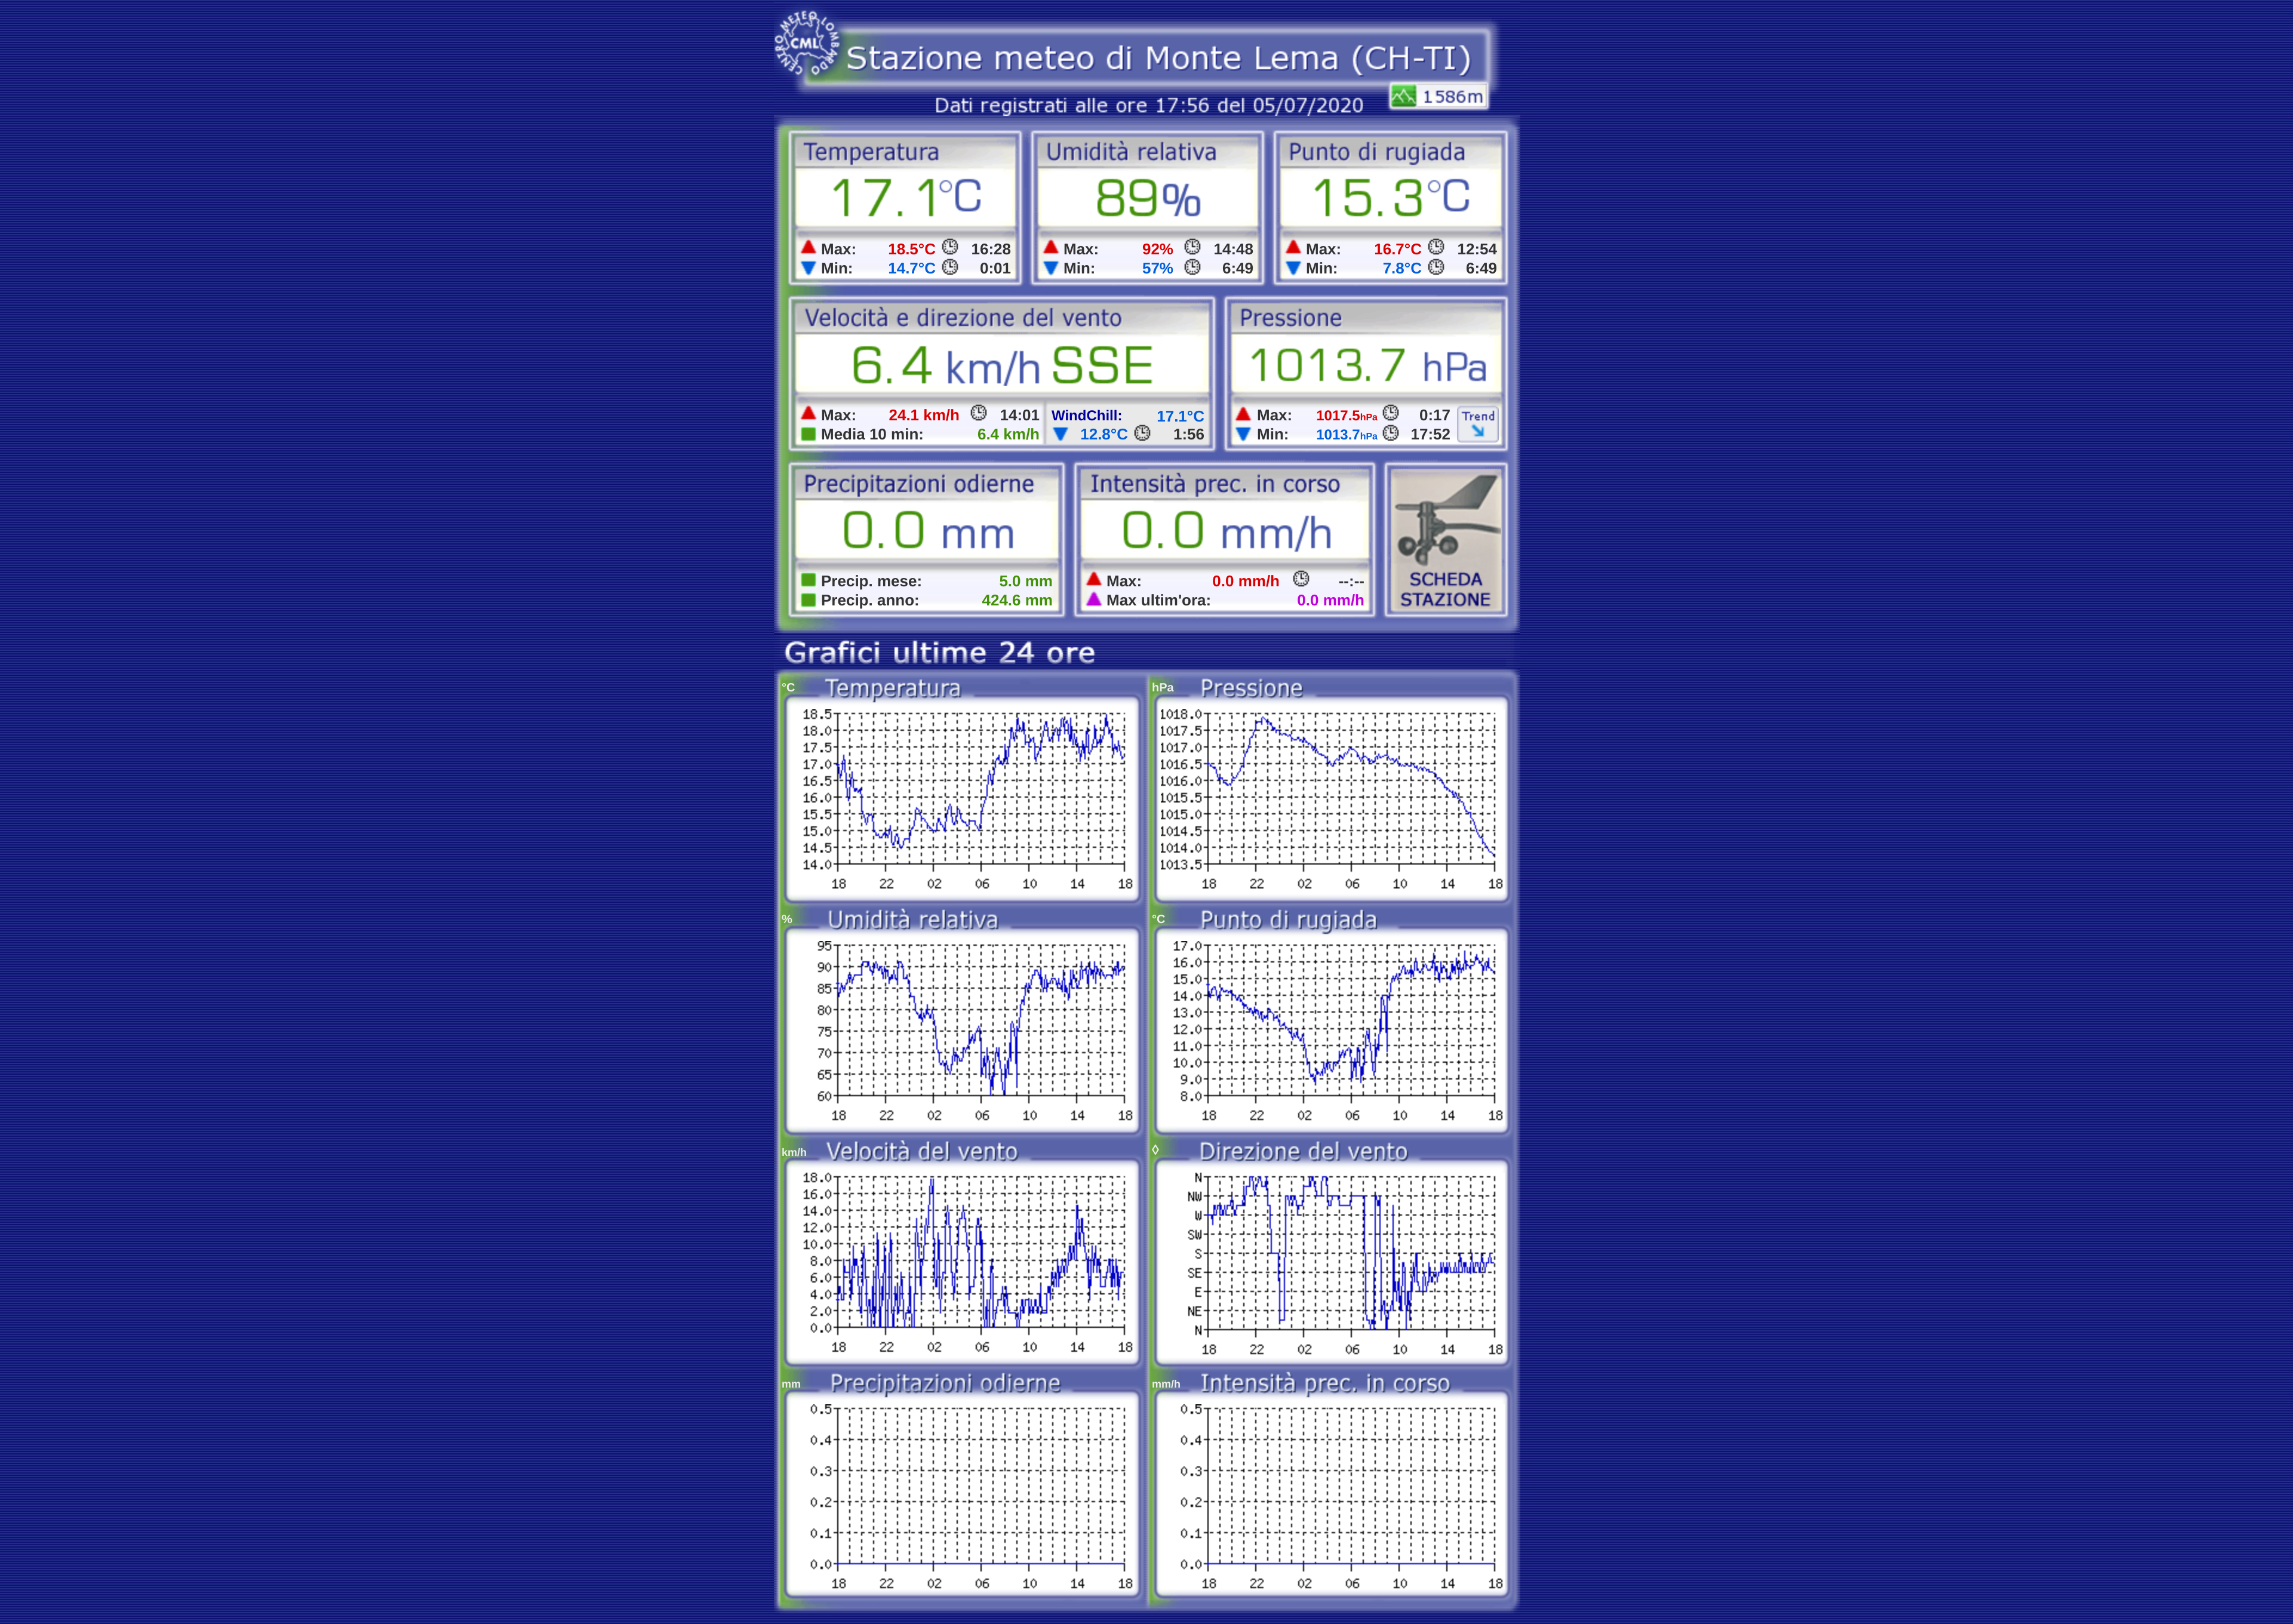 CENTRO METEO LOMBARDO
CML
Stazione meteo di Monte Lema (CH-TI)
Dati registrati alle ore 17:56 del 05/07/2020
1586m
Temperatura
17.1°C
Max: 18.5°C 16:28
Min: 14.7°C 0:01
Umidità relativa
89%
Max: 92% 14:48
Min: 57% 6:49
Punto di rugiada
15.3°C
Max: 16.7°C 12:54
Min: 7.8°C 6:49
Velocità e direzione del vento
6.4 km/h SSE
Max: 24.1 km/h 14:01
Media 10 min: 6.4 km/h
WindChill: 17.1°C
12.8°C 1:56
Pressione
1013.7 hPa
Max: 1017.5hPa 0:17
Min: 1013.7hPa 17:52
Trend
Precipitazioni odierne
0.0 mm
Precip. mese: 5.0 mm
Precip. anno: 424.6 mm
Intensità prec. in corso
0.0 mm/h
Max: 0.0 mm/h --:--
Max ultim'ora: 0.0 mm/h
SCHEDA
STAZIONE
Grafici ultime 24 ore
°C Temperatura
18.5
18.0
17.5
17.0
16.5
16.0
15.5
15.0
14.5
14.0
18 22 02 06 10 14 18
hPa Pressione
1018.0
1017.5
1017.0
1016.5
1016.0
1015.5
1015.0
1014.5
1014.0
1013.5
18 22 02 06 10 14 18
% Umidità relativa
95
90
85
80
75
70
65
60
18 22 02 06 10 14 18
°C Punto di rugiada
17.0
16.0
15.0
14.0
13.0
12.0
11.0
10.0
9.0
8.0
18 22 02 06 10 14 18
km/h Velocità del vento
18.0
16.0
14.0
12.0
10.0
8.0
6.0
4.0
2.0
0.0
18 22 02 06 10 14 18
◊ Direzione del vento
N
NW
W
SW
S
SE
E
NE
N
18 22 02 06 10 14 18
mm Precipitazioni odierne
0.5
0.4
0.3
0.2
0.1
0.0
18 22 02 06 10 14 18
mm/h Intensità prec. in corso
0.5
0.4
0.3
0.2
0.1
0.0
18 22 02 06 10 14 18